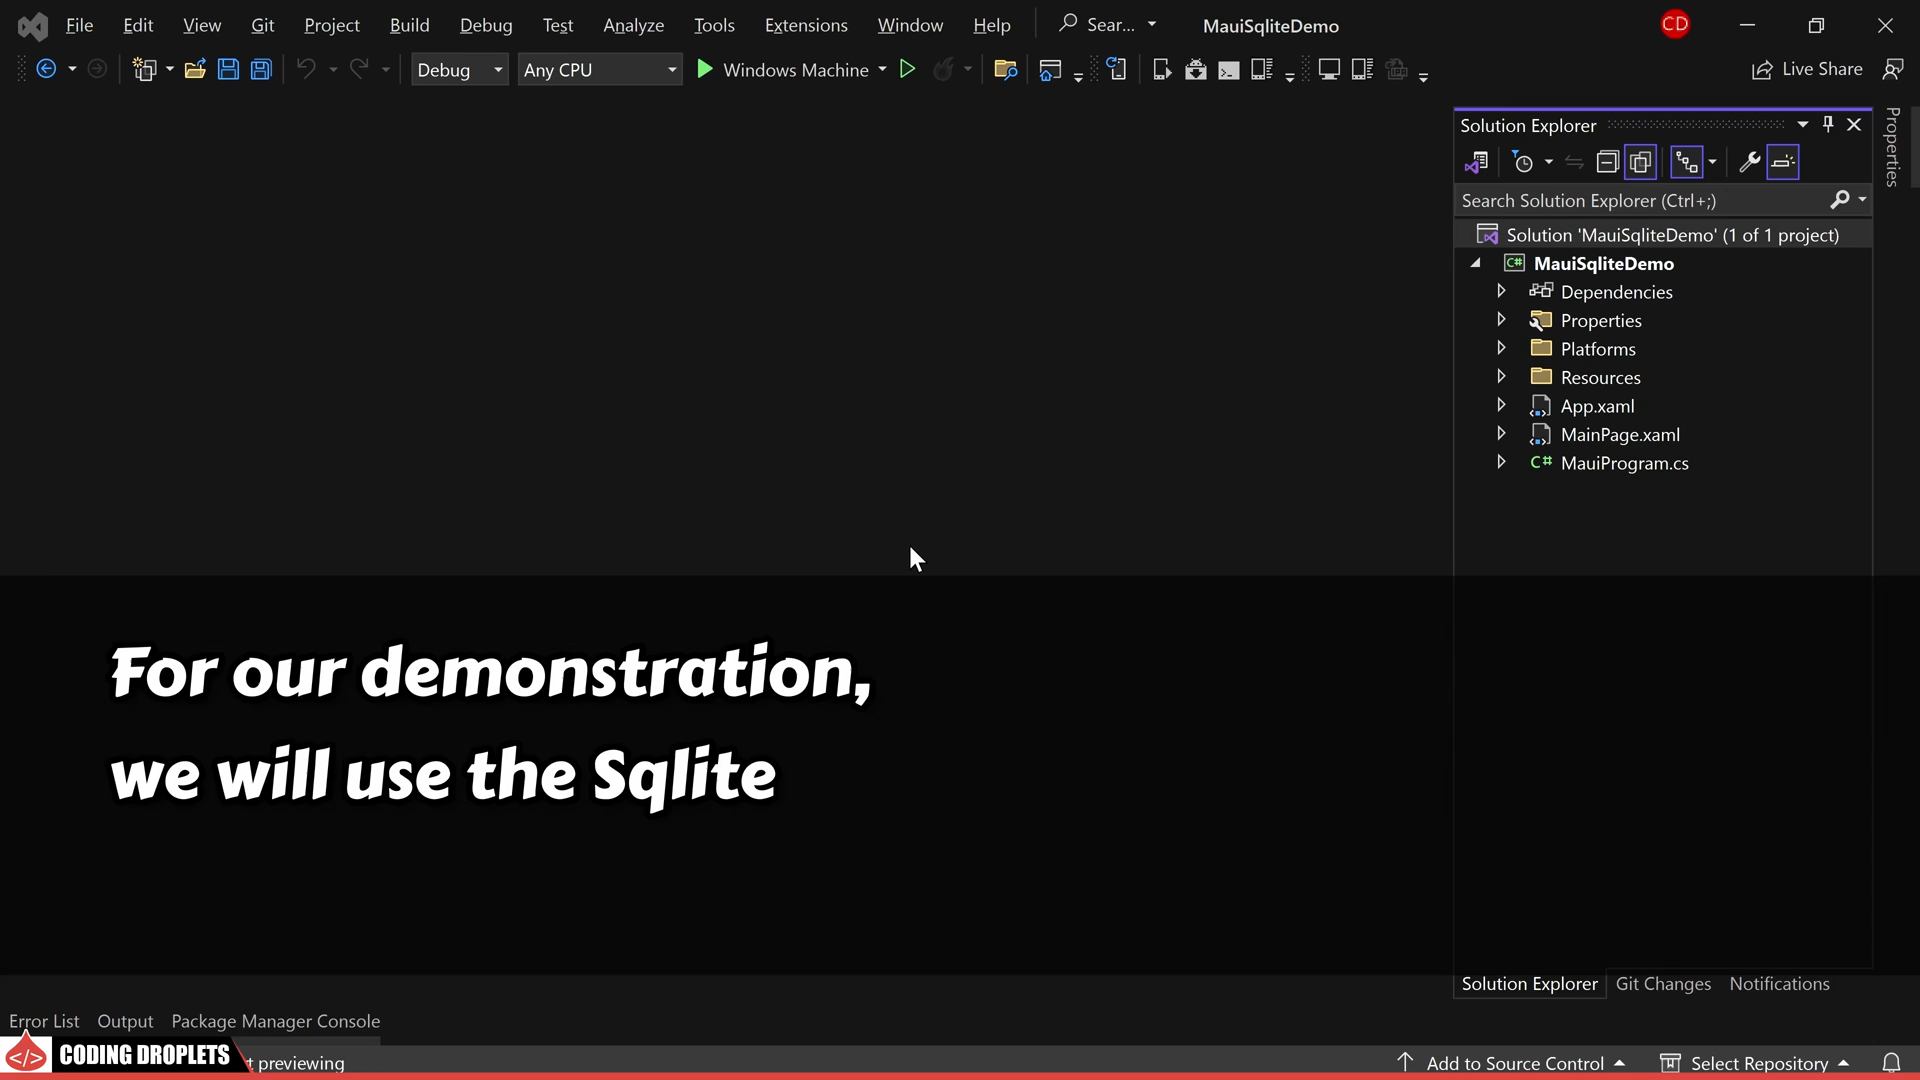 File Edit View Git Project Build Debug Test Analyze Tools Extensions Window Help Sear... MauiSqliteDemo CD
Debug Any CPU Windows Machine Live Share
Solution Explorer
Properties
Search Solution Explorer (Ctrl+;)
Solution 'MauiSqliteDemo' (1 of 1 project)
C# MauiSqliteDemo
Dependencies
Properties
Platforms
Resources
App.xaml
MainPage.xaml
C# MauiProgram.cs
For our demonstration,
we will use the Sqlite
Solution Explorer Git Changes Notifications
Error List Output Package Manager Console
CODING DROPLETS
t previewing Add to Source Control Select Repository